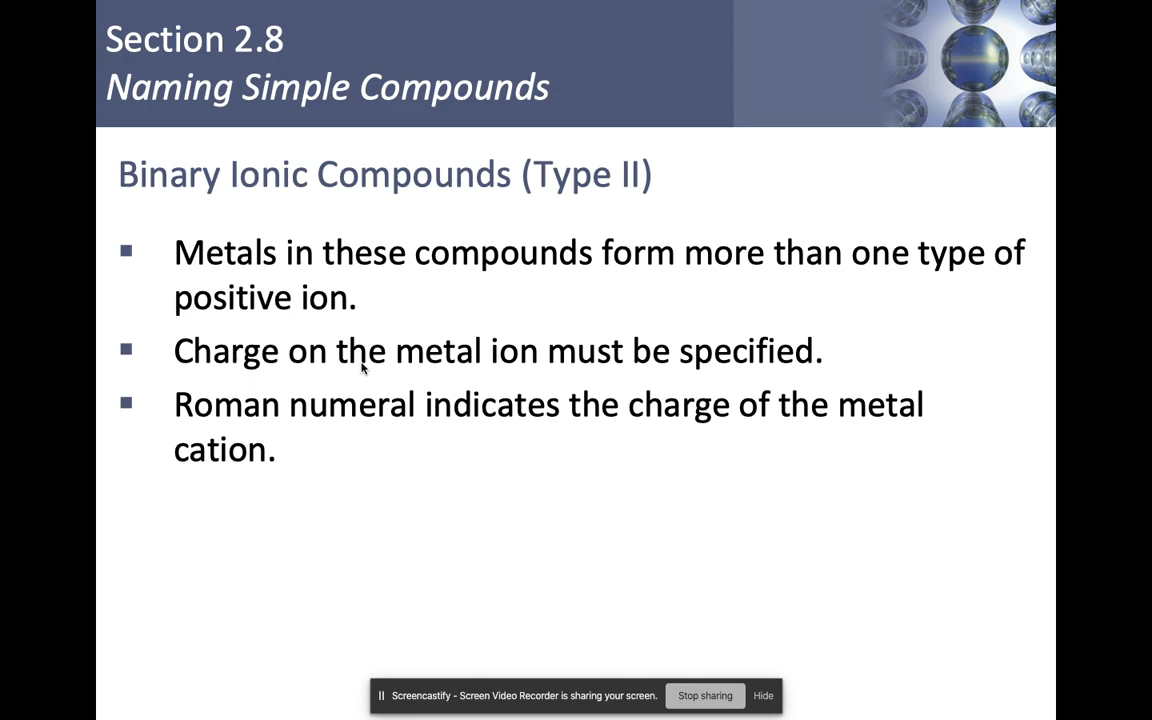 Section 2.8
Naming Simple Compounds
Binary Ionic Compounds (Type II)
▪ Metals in these compounds form more than one type of
positive ion.
▪ Charge on the metal ion must be specified.
▪ Roman numeral indicates the charge of the metal
cation.
Screencastify - Screen Video Recorder is sharing your screen. Stop sharing Hide